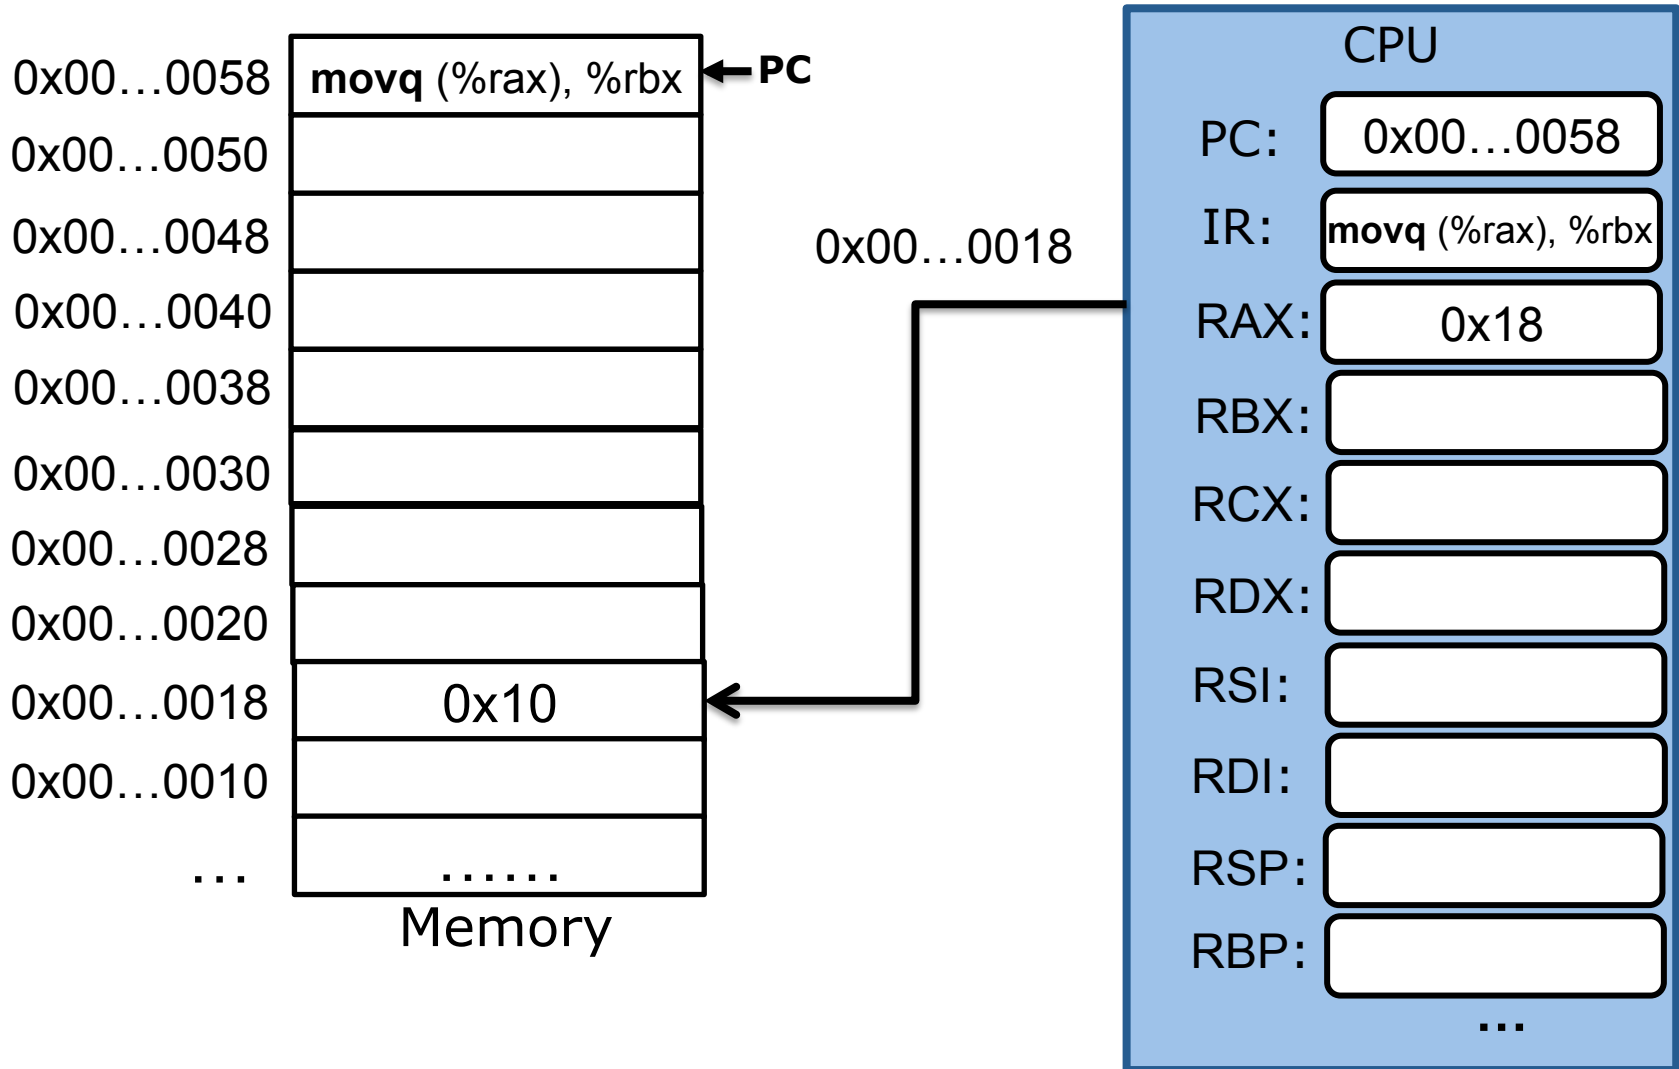 0x00…0058 movq (%rax), %rbx PC
0x00…0050
0x00…0048
0x00…0040
0x00…0038
0x00…0030
0x00…0028
0x00…0020
0x00…0018 0x10
0x00…0010
… ……
Memory
0x00…0018
CPU
PC: 0x00…0058
IR: movq (%rax), %rbx
RAX: 0x18
RBX:
RCX:
RDX:
RSI:
RDI:
RSP:
RBP:
…